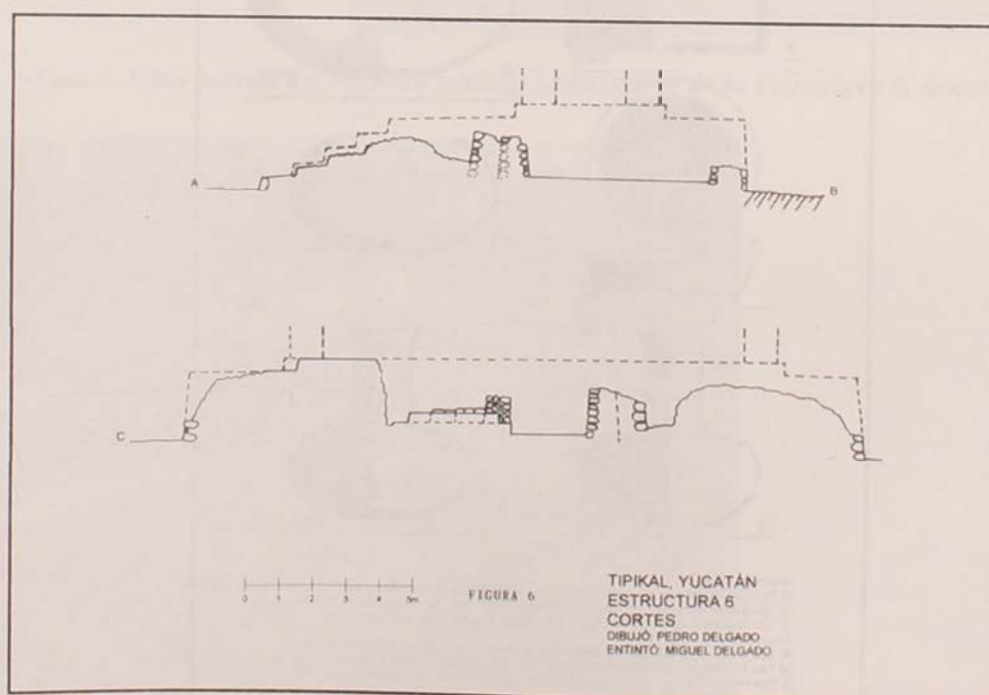 A
B
C
0 1 2 3 4 5m
FIGURA 6
TIPIKAL, YUCATÁN
ESTRUCTURA 6
CORTES
DIBUJÓ: PEDRO DELGADO
ENTINTÓ: MIGUEL DELGADO